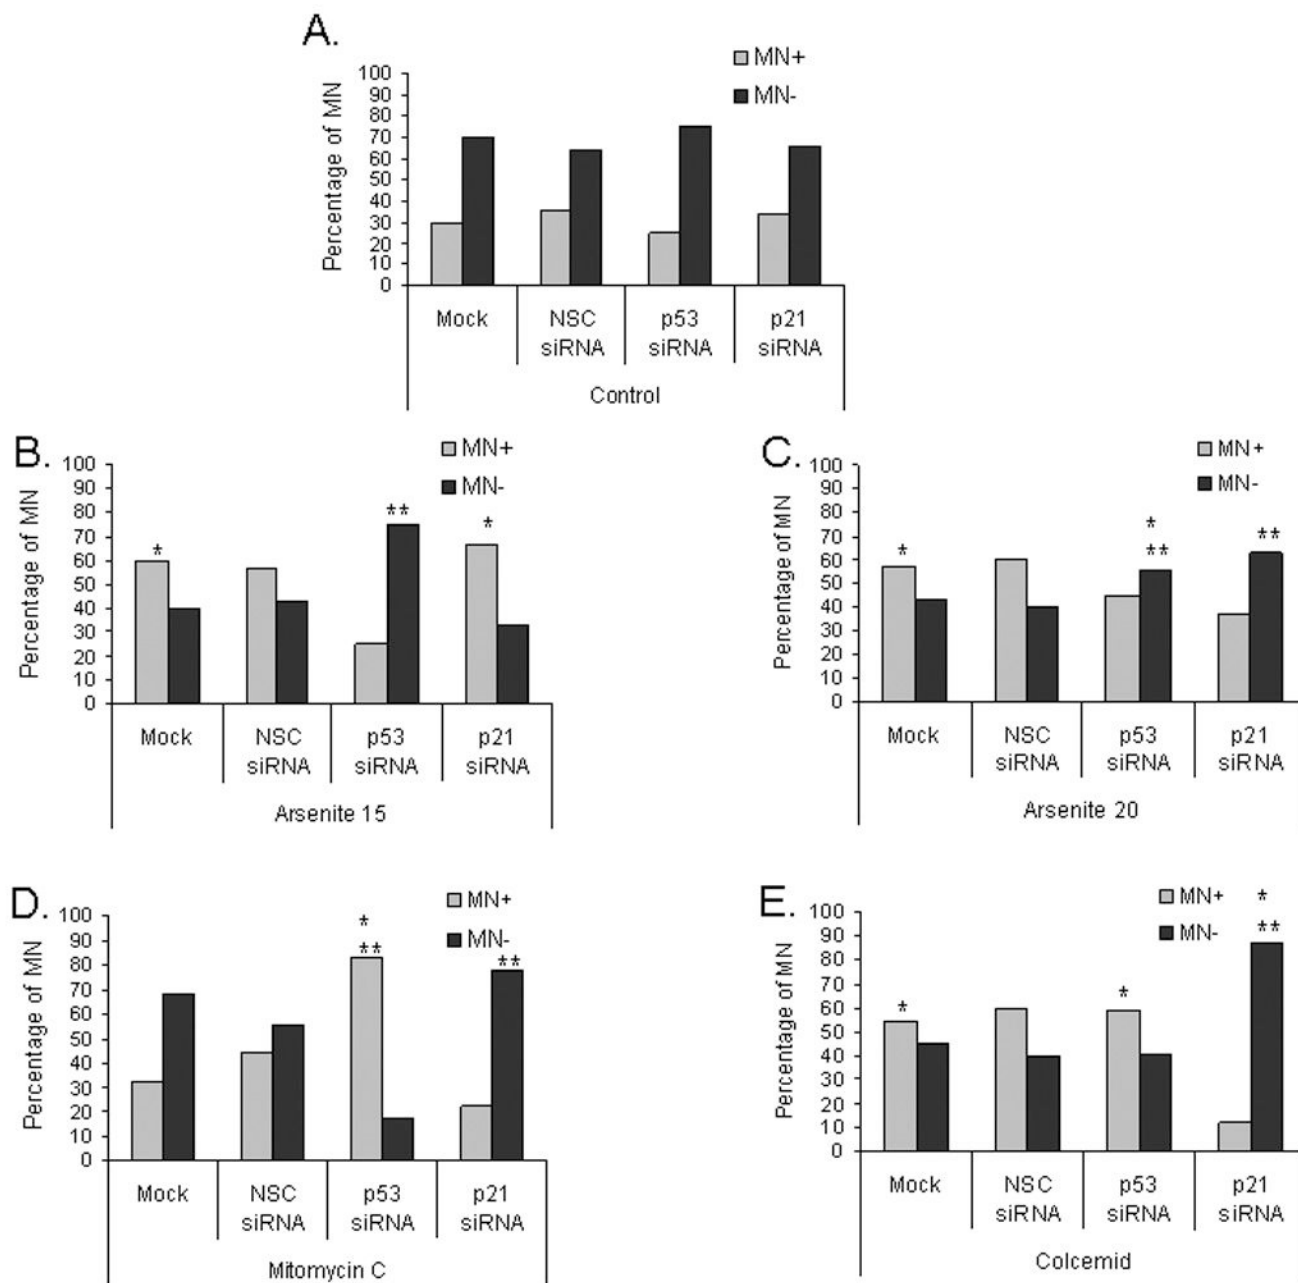 A.
MN+
MN-
Percentage of MN
100
90
80
70
60
50
40
30
20
10
0
Mock NSC siRNA p53 siRNA p21 siRNA
Control
B.
MN+
MN-
Percentage of MN
100
90
80
70
60
50
40
30
20
10
0
* ** *
Mock NSC siRNA p53 siRNA p21 siRNA
Arsenite 15
C.
MN+
MN-
Percentage of MN
100
90
80
70
60
50
40
30
20
10
0
* * ** **
Mock NSC siRNA p53 siRNA p21 siRNA
Arsenite 20
D.
MN+
MN-
Percentage of MN
100
90
80
70
60
50
40
30
20
10
0
* ** **
Mock NSC siRNA p53 siRNA p21 siRNA
Mitomycin C
E.
MN+
MN-
Percentage of MN
100
90
80
70
60
50
40
30
20
10
0
* * * **
Mock NSC siRNA p53 siRNA p21 siRNA
Colcemid